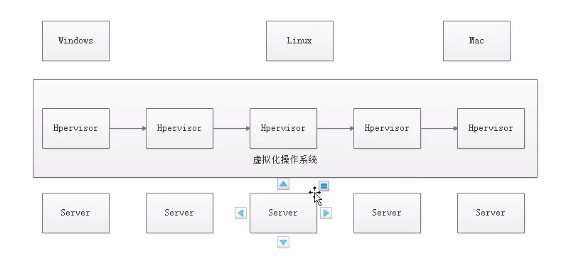 Windows
Linux
Mac
Hpervisor
Hpervisor
Hpervisor
Hpervisor
Hpervisor
虚拟化操作系统
Server
Server
Server
Server
Server